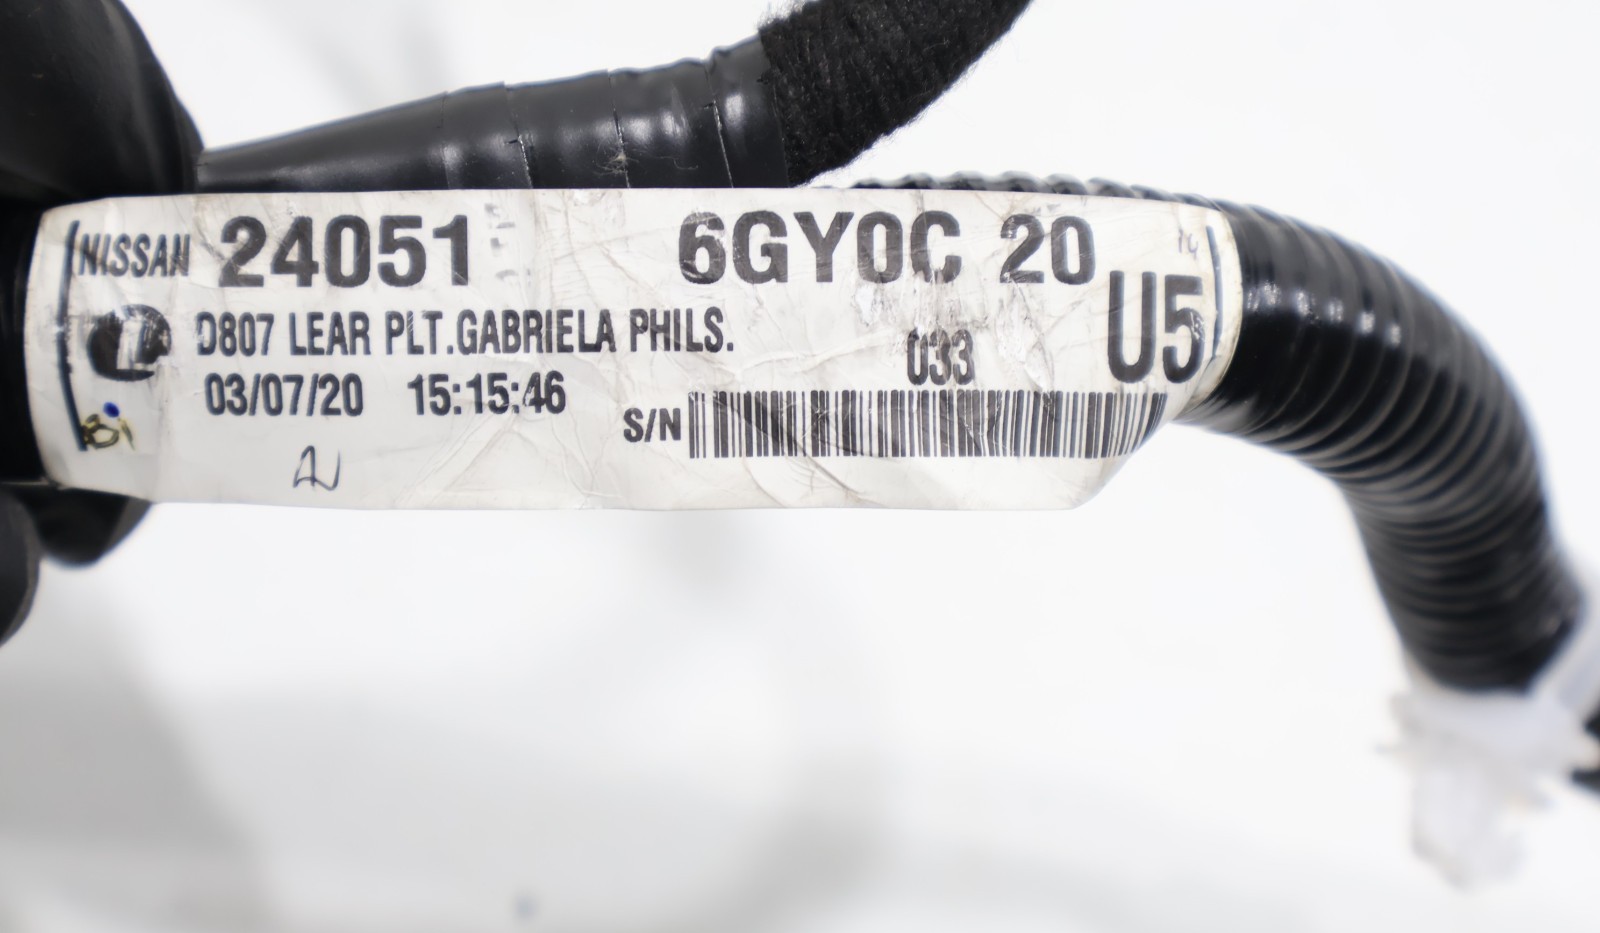 NISSAN 24051 6GY0C 20
D807 LEAR PLT.GABRIELA PHILS.
033 U5
03/07/20 15:15:46
S/N